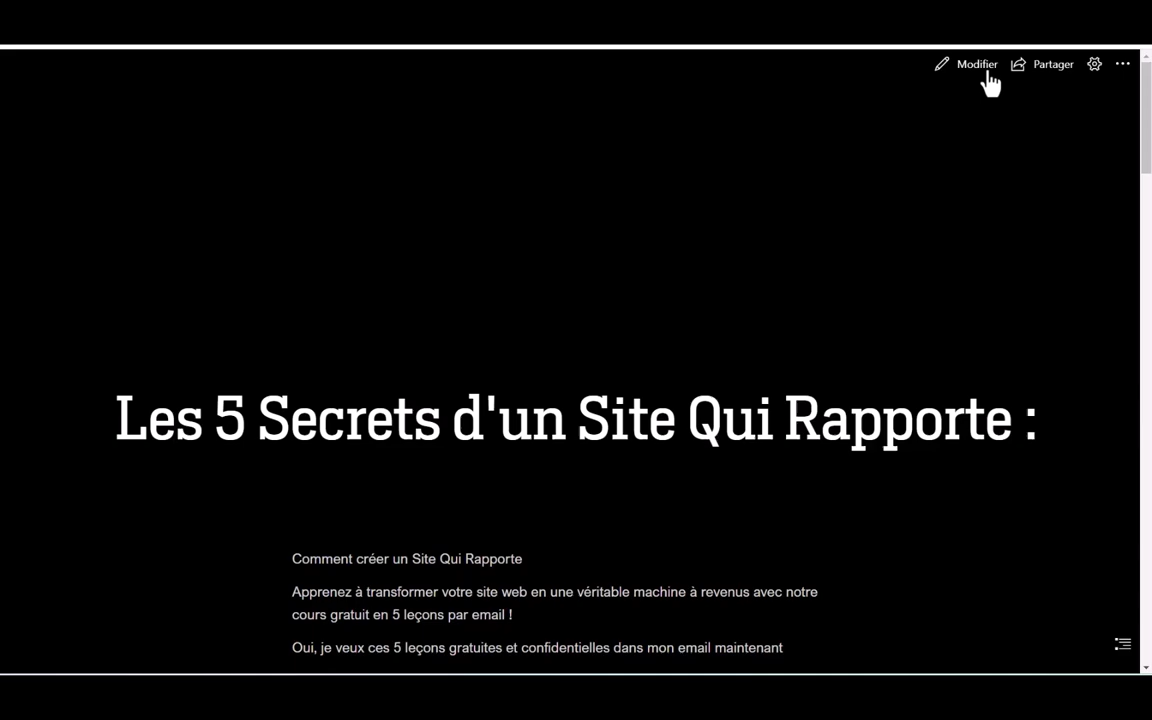 Modifier Partager
Les 5 Secrets d'un Site Qui Rapporte :
Comment créer un Site Qui Rapporte
Apprenez à transformer votre site web en une véritable machine à revenus avec notre
cours gratuit en 5 leçons par email !
Oui, je veux ces 5 leçons gratuites et confidentielles dans mon email maintenant